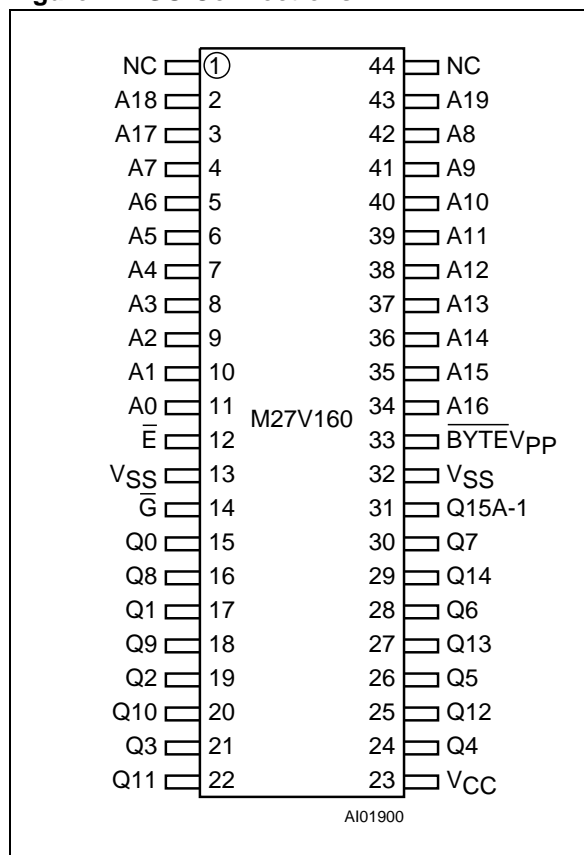 NC 1 44 NC
A18 2 43 A19
A17 3 42 A8
A7 4 41 A9
A6 5 40 A10
A5 6 39 A11
A4 7 38 A12
A3 8 37 A13
A2 9 36 A14
A1 10 35 A15
A0 11 34 A16
M27V160
E̅ 12 33 B̅Y̅T̅E̅VPP
VSS 13 32 VSS
G̅ 14 31 Q15A-1
Q0 15 30 Q7
Q8 16 29 Q14
Q1 17 28 Q6
Q9 18 27 Q13
Q2 19 26 Q5
Q10 20 25 Q12
Q3 21 24 Q4
Q11 22 23 VCC
AI01900